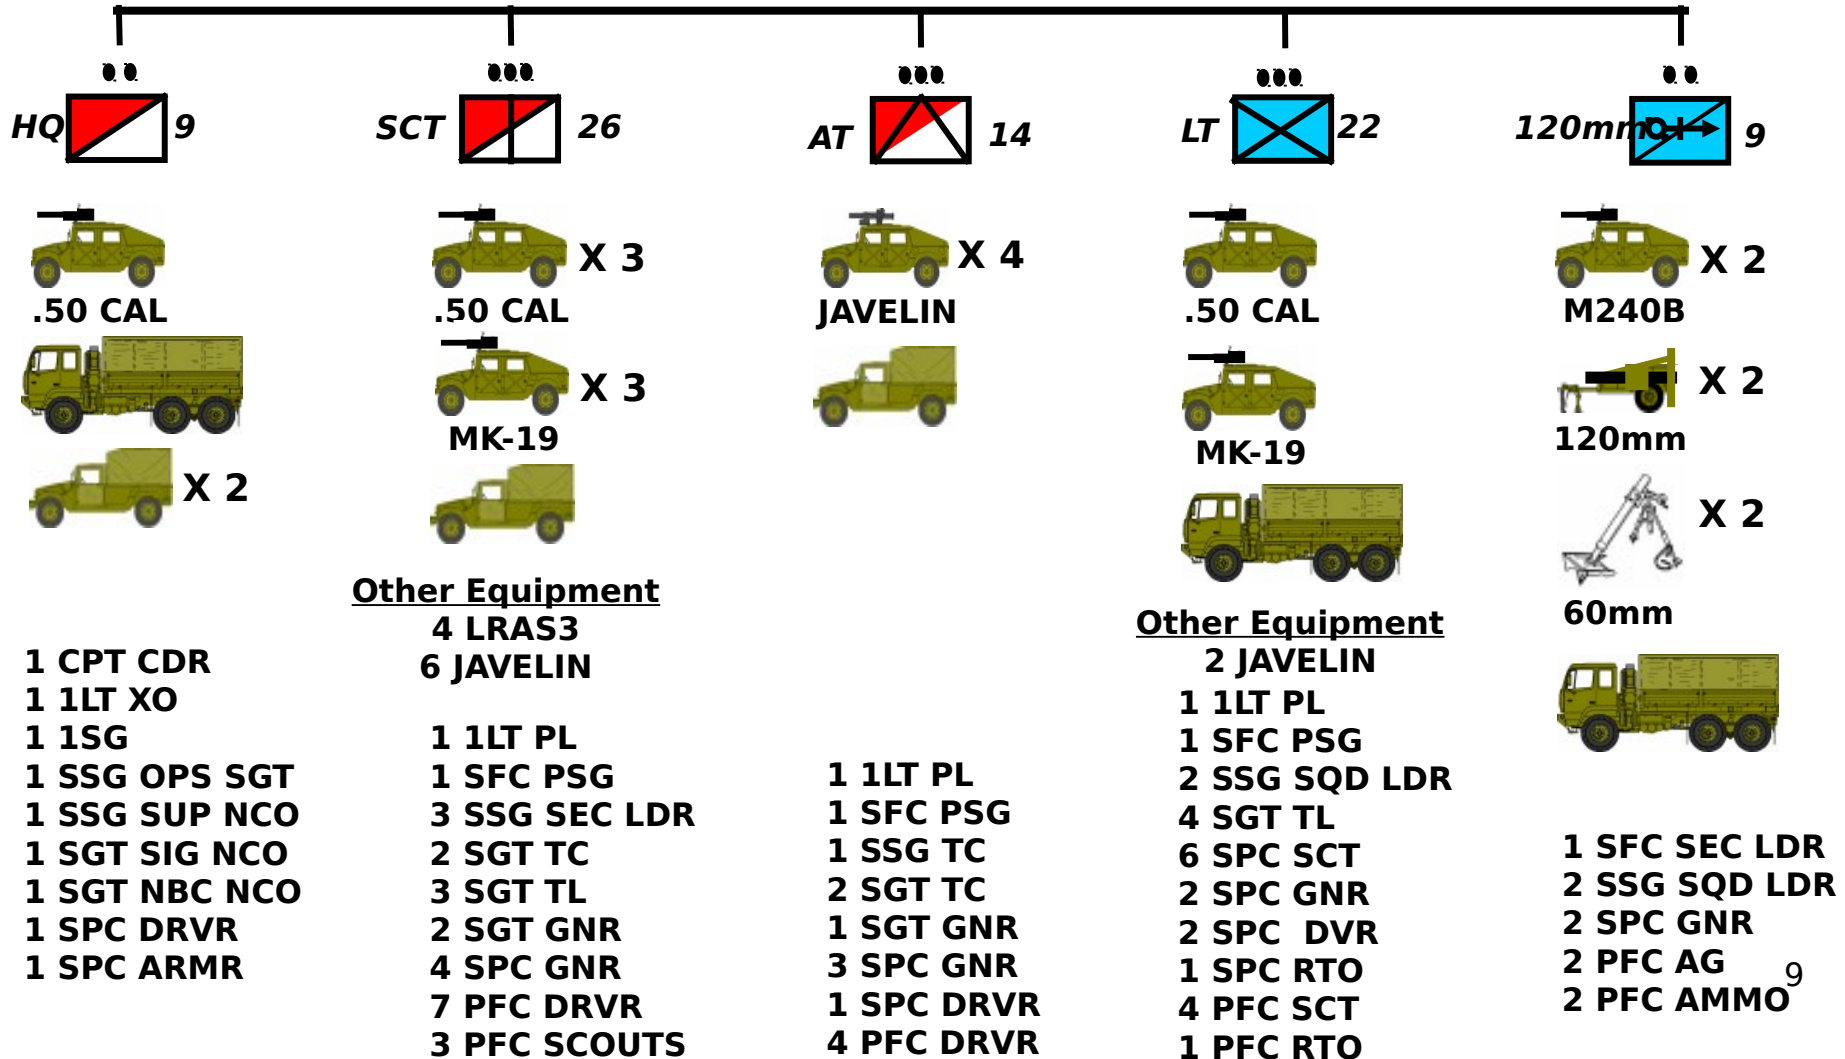 HQ 9
.50 CAL
X 2
1 CPT CDR
1 1LT XO
1 1SG
1 SSG OPS SGT
1 SSG SUP NCO
1 SGT SIG NCO
1 SGT NBC NCO
1 SPC DRVR
1 SPC ARMR
SCT 26
X 3
.50 CAL
X 3
MK-19
Other Equipment
4 LRAS3
6 JAVELIN
1 1LT PL
1 SFC PSG
3 SSG SEC LDR
2 SGT TC
3 SGT TL
2 SGT GNR
4 SPC GNR
7 PFC DRVR
3 PFC SCOUTS
AT 14
X 4
JAVELIN
1 1LT PL
1 SFC PSG
1 SSG TC
2 SGT TC
1 SGT GNR
3 SPC GNR
1 SPC DRVR
4 PFC DRVR
LT 22
.50 CAL
MK-19
Other Equipment
2 JAVELIN
1 1LT PL
1 SFC PSG
2 SSG SQD LDR
4 SGT TL
6 SPC SCT
2 SPC GNR
2 SPC DVR
1 SPC RTO
4 PFC SCT
1 PFC RTO
120mm 9
X 2
M240B
X 2
120mm
X 2
60mm
1 SFC SEC LDR
2 SSG SQD LDR
2 SPC GNR
2 PFC AG
2 PFC AMMO
9